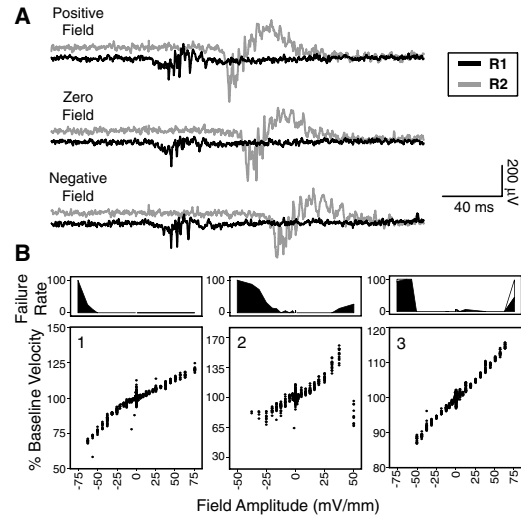 A
Positive
Field
Zero
Field
Negative
Field
R1
R2
200 µV
40 ms
B
Failure
Rate
100
0
100
0
100
0
% Baseline Velocity
1
150
125
100
75
50
2
170
130
100
65
30
3
120
110
100
90
80
-75 -50 -25 0 25 50 75
-50 -25 0 25 50
-75 -50 -25 0 25 50 75
Field Amplitude (mV/mm)